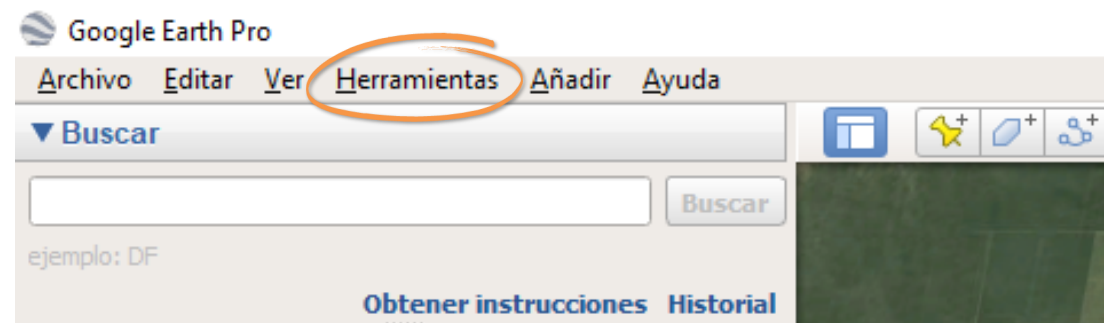 Google Earth Pro
Archivo Editar Ver Herramientas Añadir Ayuda
Buscar
Buscar
ejemplo: DF
Obtener instrucciones Historial